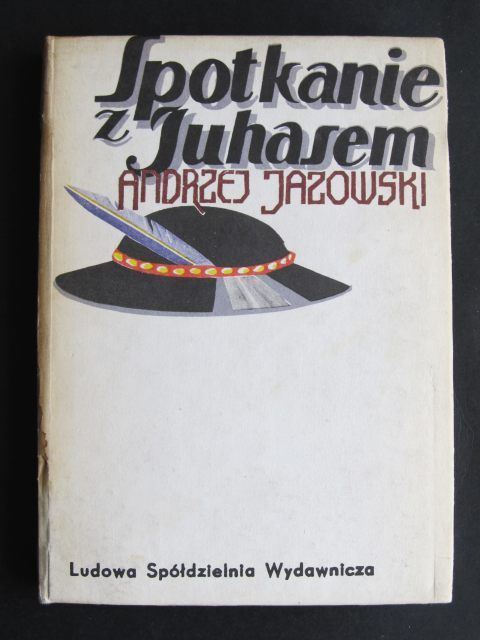 Spotkanie
z Juhasem
ANDRZEJ JAZOWSKI
Ludowa Spółdzielnia Wydawnicza